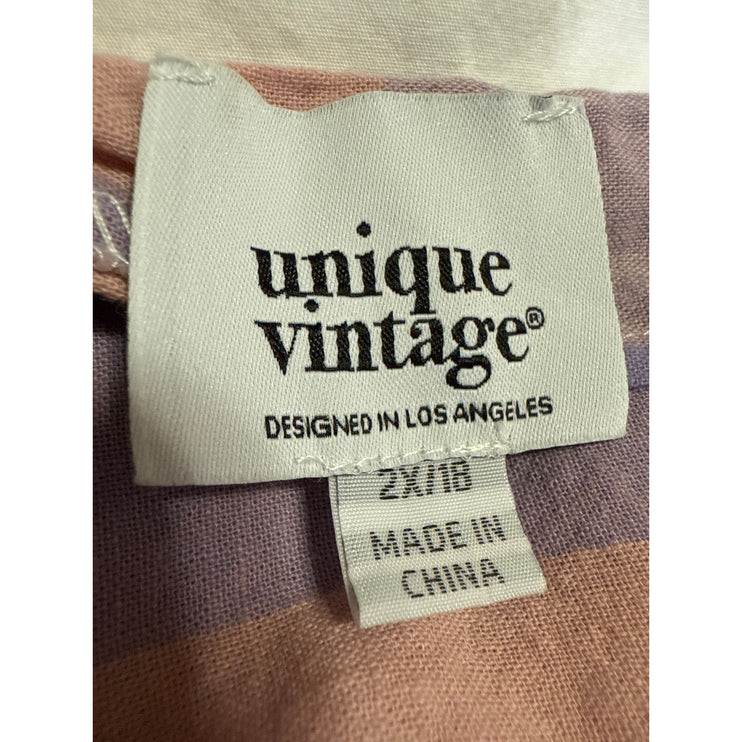 unique
vintage®
DESIGNED IN LOS ANGELES
2X/18
MADE IN
CHINA